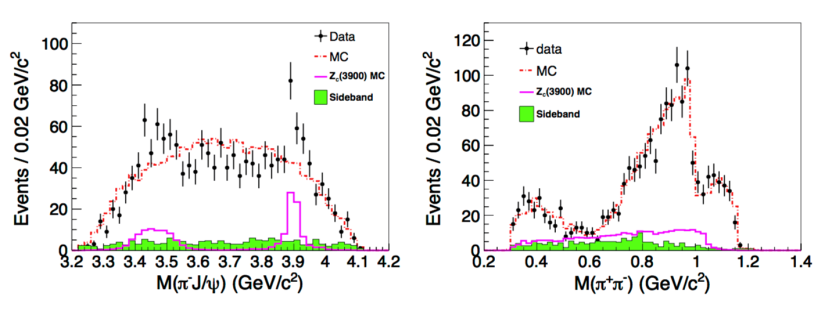 Events / 0.02 GeV/c²
100
80
60
40
20
0
Data
MC
Zc(3900) MC
Sideband
3.2 3.3 3.4 3.5 3.6 3.7 3.8 3.9 4 4.1 4.2
M(π⁻J/ψ) (GeV/c²)
Events / 0.02 GeV/c²
120
100
80
60
40
20
0
data
MC
Zc(3900) MC
Sideband
0.2 0.4 0.6 0.8 1 1.2 1.4
M(π⁺π⁻) (GeV/c²)